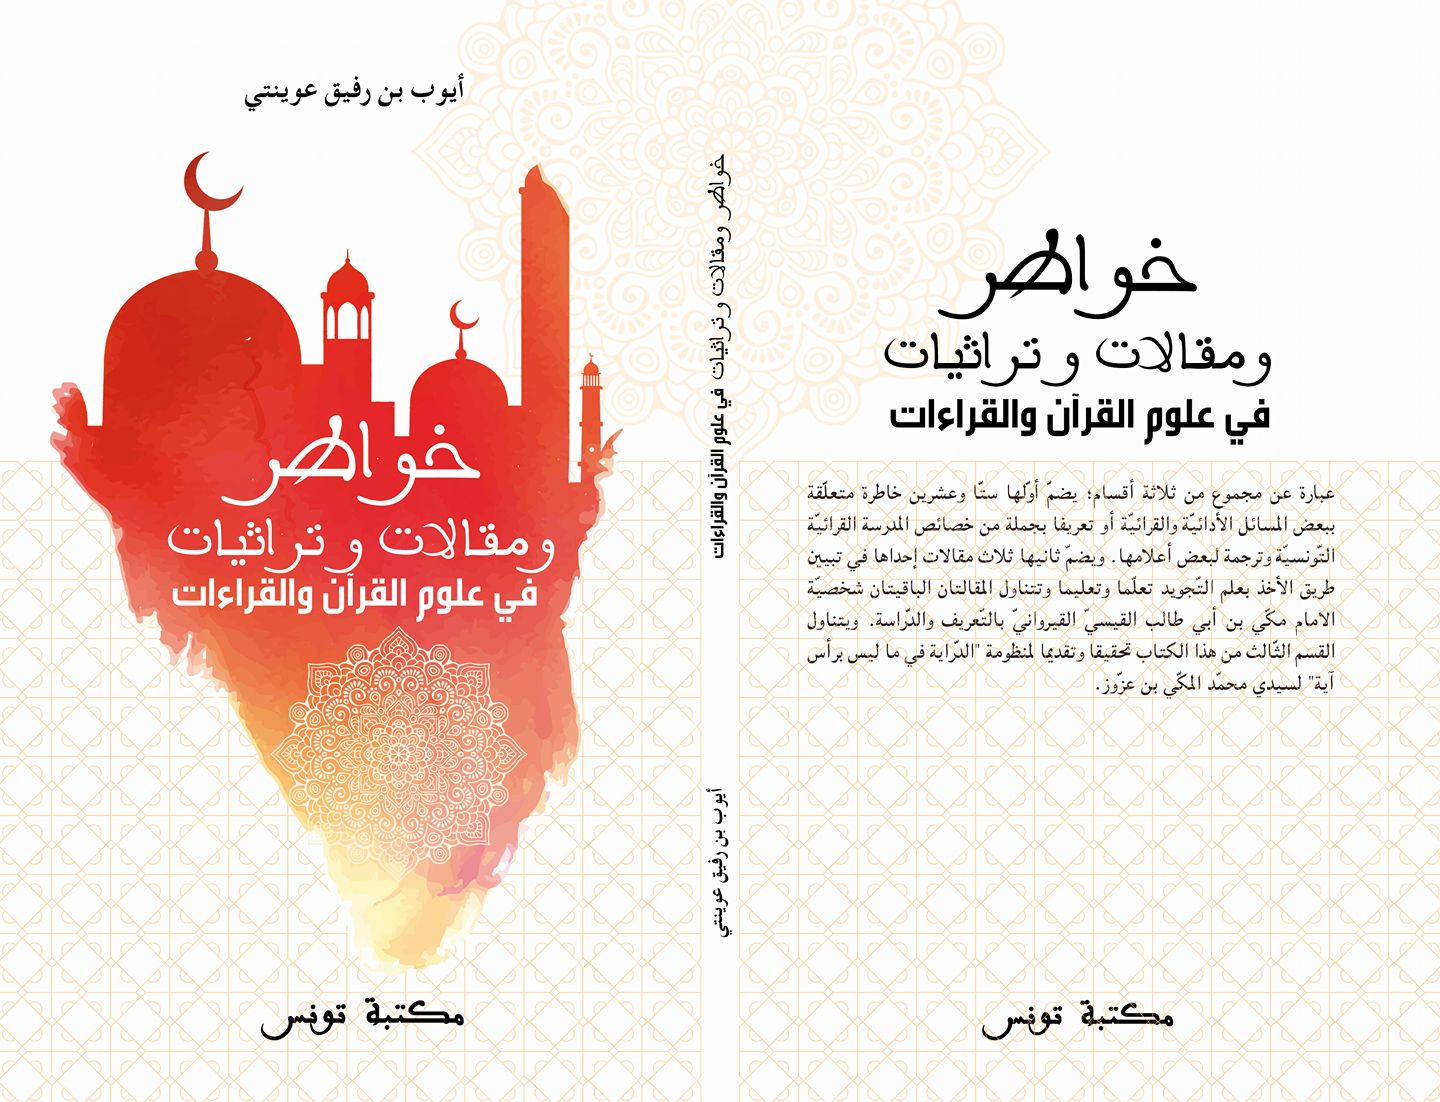 أيوب بن رفيق عوينتي
خواطر
ومقالات وتراثيات
في علوم القرآن والقراءات
مكتبة تونس
خواطر ومقالات وتراثيات في علوم القرآن والقراءات
أيوب بن رفيق عوينتي
خواطر
ومقالات وتراثيات
في علوم القرآن والقراءات
عبارة عن مجموع من ثلاثة أقسام؛ يضمّ أوّلها ستّا وعشرين خاطرة متعلّقة
ببعض المسائل الأدائيّة والقرائيّة أو تعريفا بجملة من خصائص المدرسة القرائيّة
التّونسيّة وترجمة لبعض أعلامها. ويضمّ ثانيها ثلاث مقالات إحداها في تبيين
طريق الأخذ بعلم التّجويد تعلّما وتعليما وتتناول المقالتان الباقيتان شخصيّة
الامام مكّي بن أبي طالب القيسيّ القيروانيّ بالتّعريف والدّراسة. ويتناول
القسم الثّالث من هذا الكتاب تحقيقا وتقديما لمنظومة "الدّراية في ما ليس برأس
آية" لسيدي محمّد المكّي بن عزّوز.
مكتبة تونس